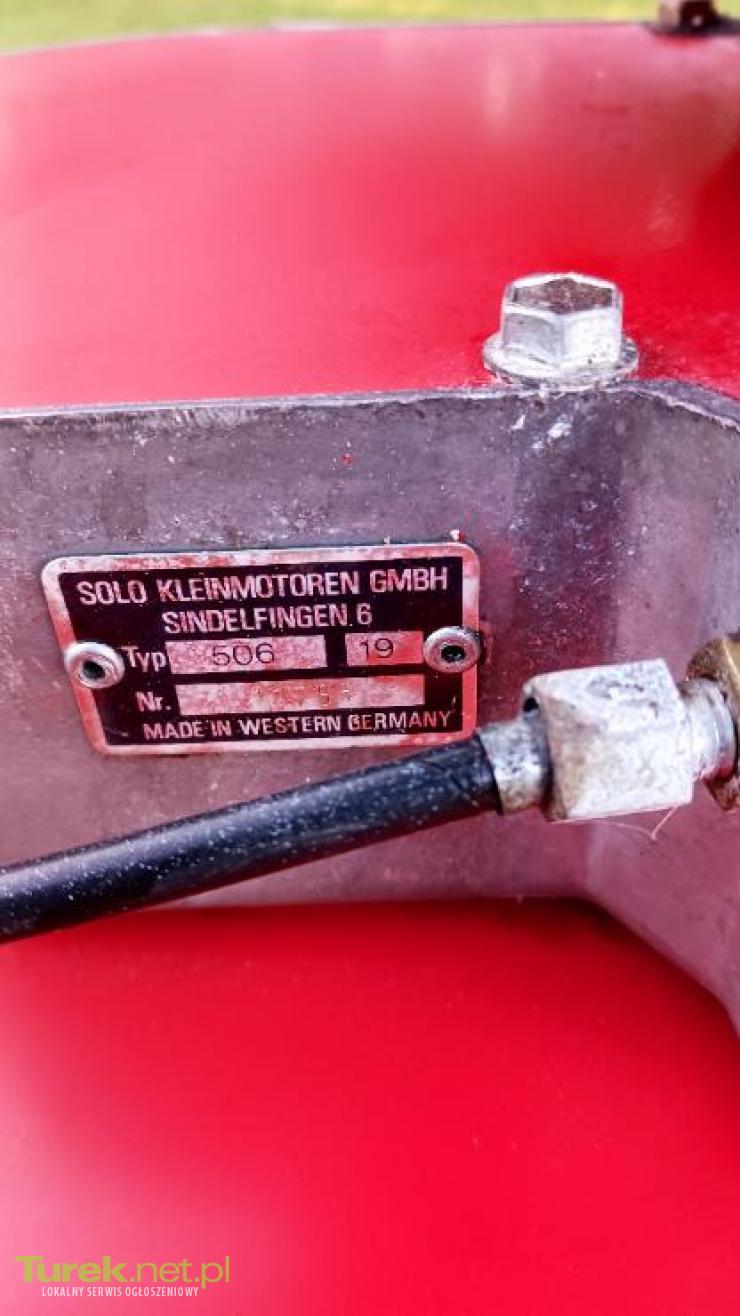 SOLO KLEINMOTOREN GMBH
SINDELFINGEN 6
Typ 506 19
Nr.
MADE IN WESTERN GERMANY
Turek.net.pl
LOKALNY SERWIS OGŁOSZENIOWY